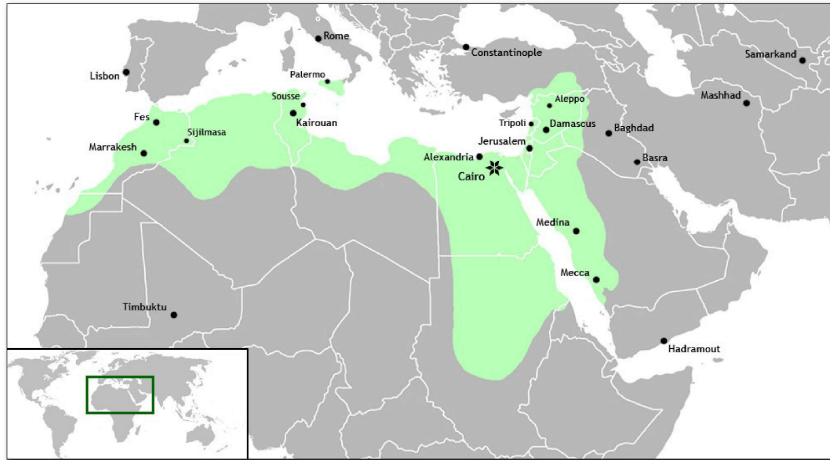 Rome
Constantinople
Samarkand
Lisbon
Palermo
Mashhad
Sousse
Aleppo
Fes
Kairouan
Tripoli
Damascus
Sijilmasa
Baghdad
Jerusalem
Marrakesh
Alexandria
Basra
Cairo
Medina
Mecca
Timbuktu
Hadramout